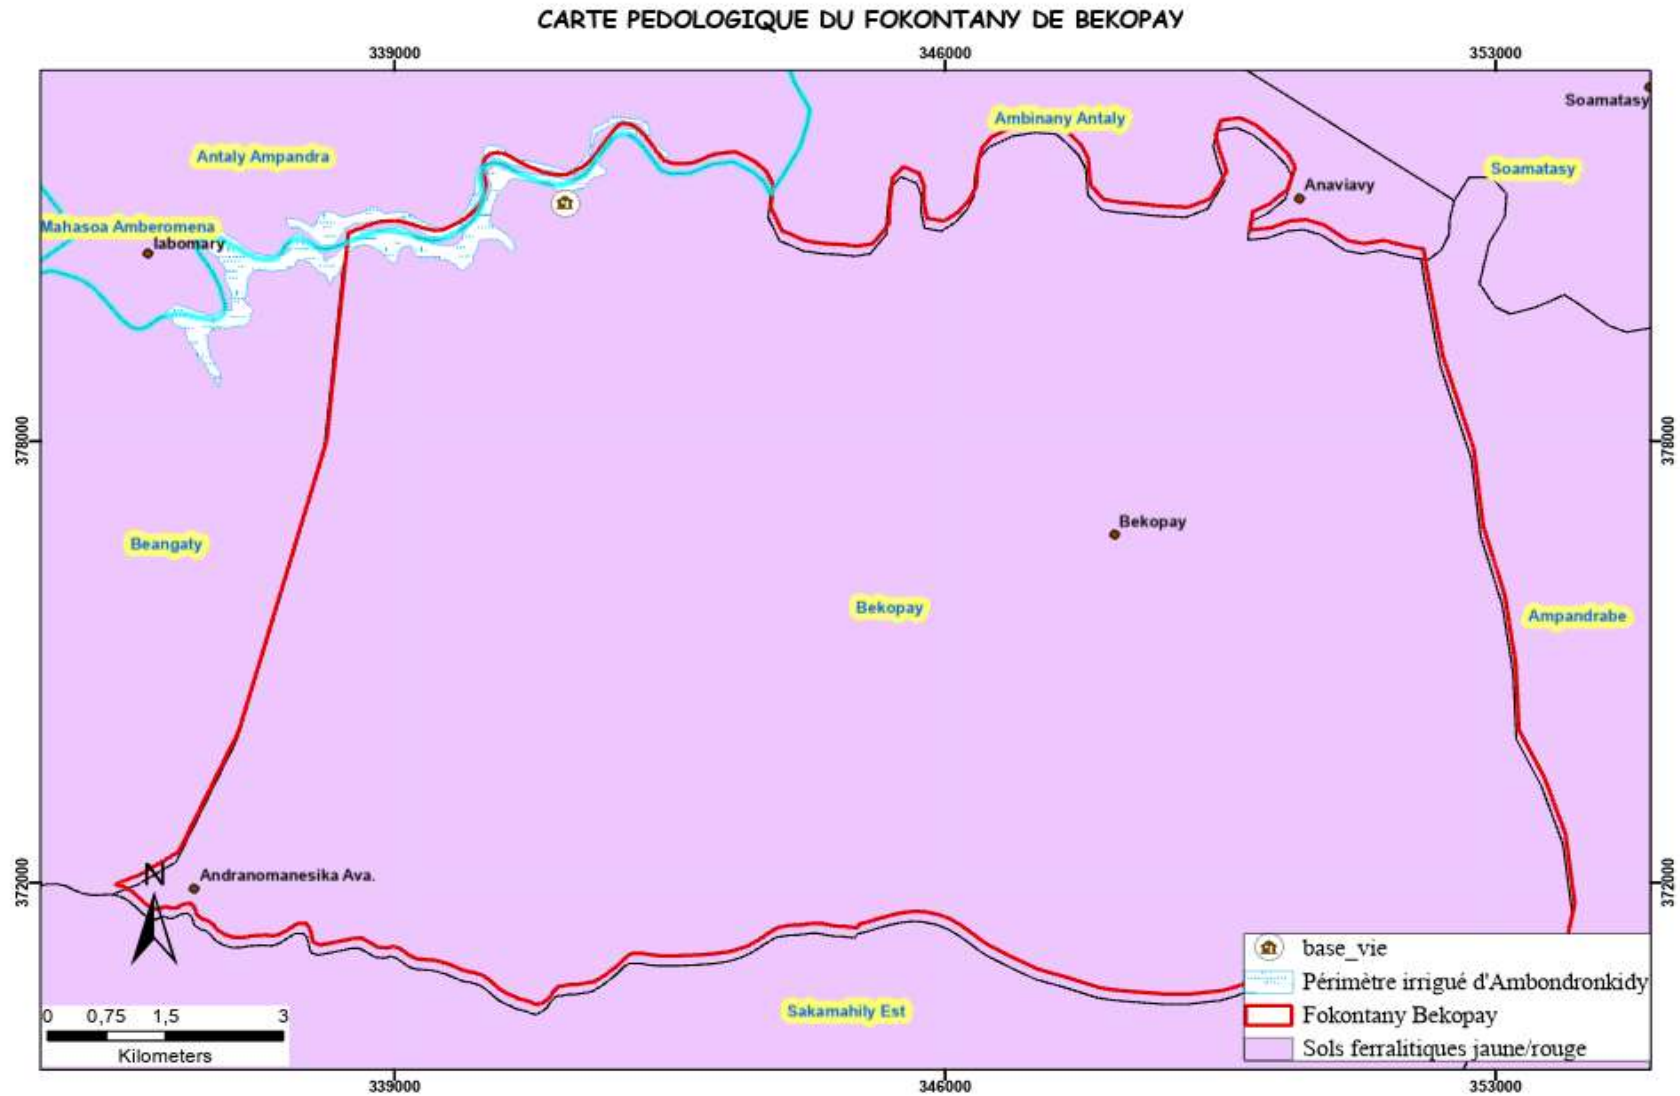 CARTE PEDOLOGIQUE DU FOKONTANY DE BEKOPAY
339000 346000 353000
Soamatasy
Ambinany Antaly
Antaly Ampandra
Soamatasy
Anaviavy
Mahasoa Amberomena
Iabomary
378000 378000
Bekopay
Beangaty
Bekopay
Ampandrabe
N
Andranomanesika Ava.
372000 372000
base_vie
Périmètre irrigué d'Ambondronkidy
Sakamahily Est
Fokontany Bekopay
0 0,75 1,5 3
Sols ferralitiques jaune/rouge
Kilometers
339000 346000 353000